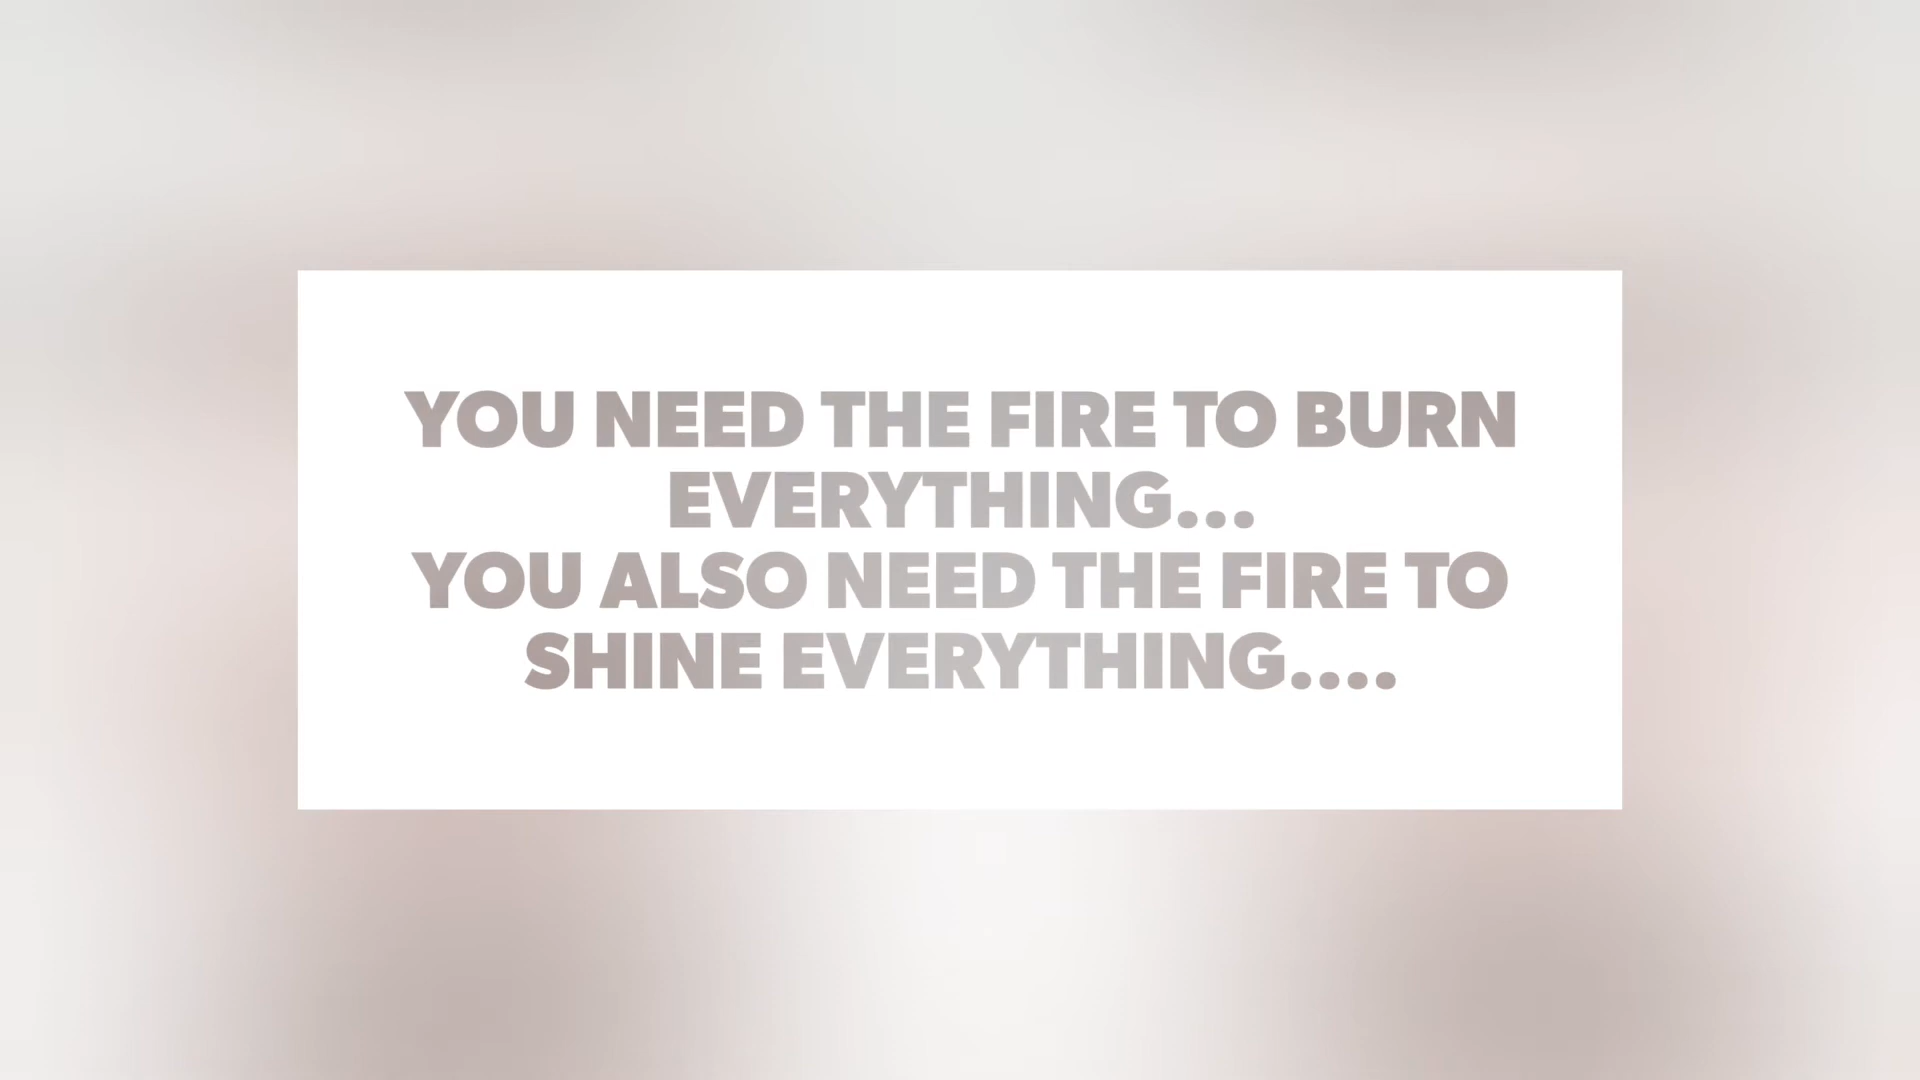 YOU NEED THE FIRE TO BURN
EVERYTHING...
YOU ALSO NEED THE FIRE TO
SHINE EVERYTHING....